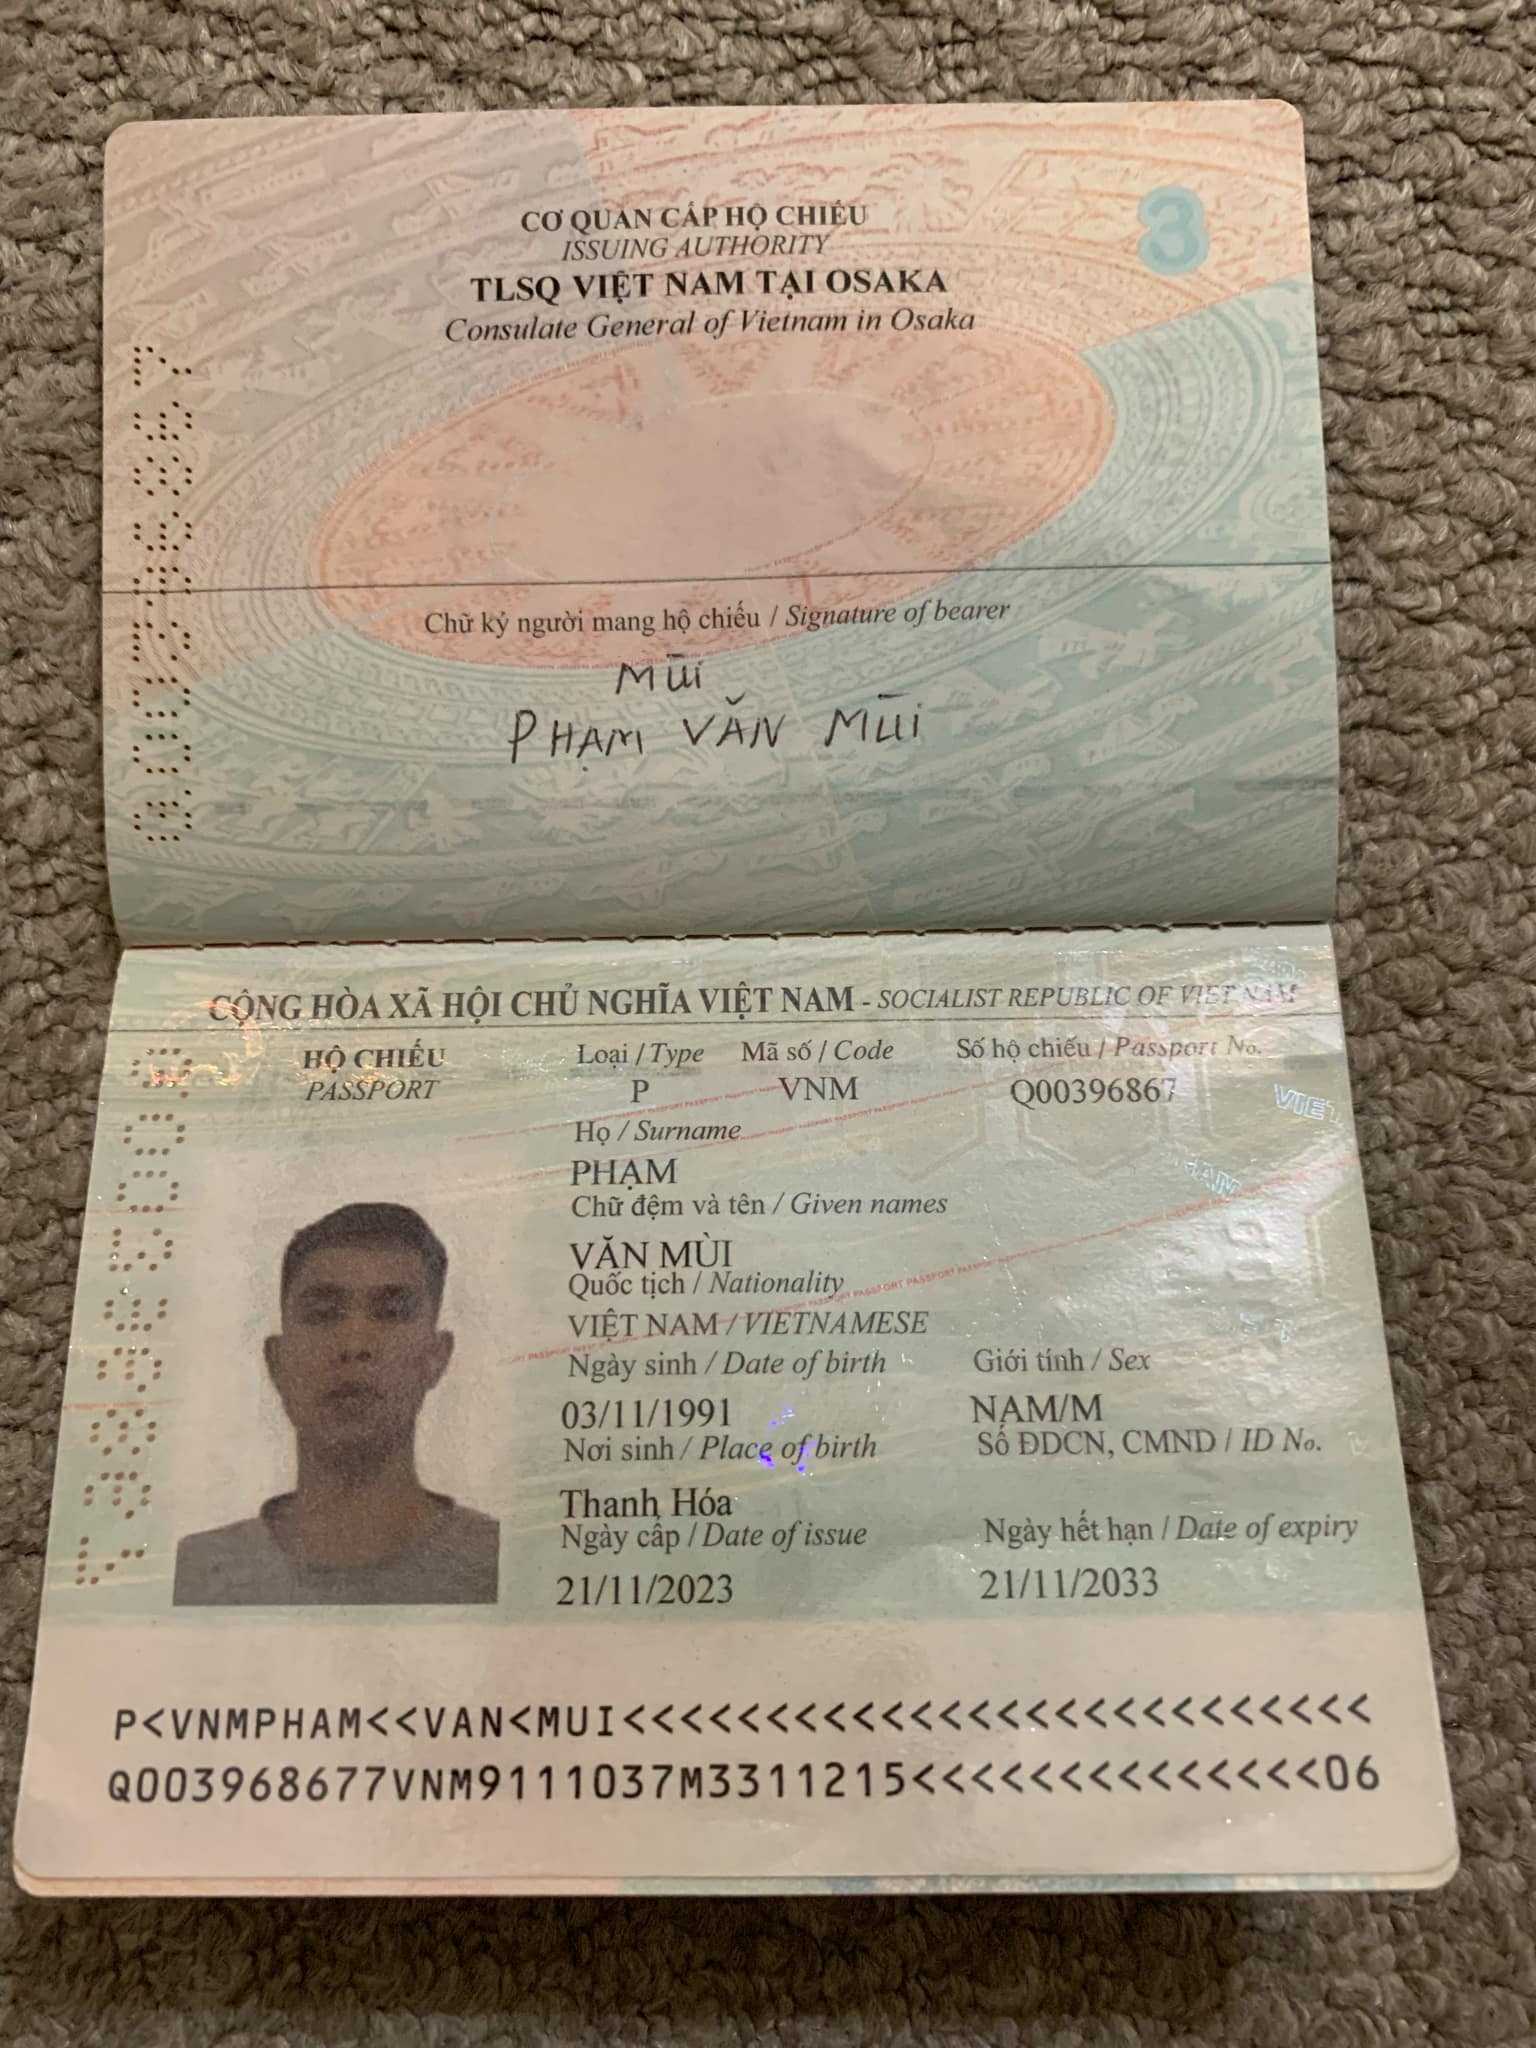 3
CƠ QUAN CẤP HỘ CHIẾU
ISSUING AUTHORITY
TLSQ VIỆT NAM TẠI OSAKA
Consulate General of Vietnam in Osaka
Chữ ký người mang hộ chiếu / Signature of bearer
Mùi
PHẠM VĂN MÙI
CỘNG HÒA XÃ HỘI CHỦ NGHĨA VIỆT NAM - SOCIALIST REPUBLIC OF VIET NAM
HỘ CHIẾU
PASSPORT
Loại / Type Mã số / Code Số hộ chiếu / Passport No.
P VNM Q00396867
Họ / Surname
PHẠM
Chữ đệm và tên / Given names
VĂN MÙI
Quốc tịch / Nationality
VIỆT NAM / VIETNAMESE
Ngày sinh / Date of birth Giới tính / Sex
03/11/1991 NAM/M
Nơi sinh / Place of birth Số ĐDCN, CMND / ID No.
Thanh Hóa
Ngày cấp / Date of issue Ngày hết hạn / Date of expiry
21/11/2023 21/11/2033
P<VNMPHAM<<VAN<MUI<<<<<<<<<<<<<<<<<<<<<<<<<<
Q003968677VNM9111037M3311215<<<<<<<<<<<<<<06